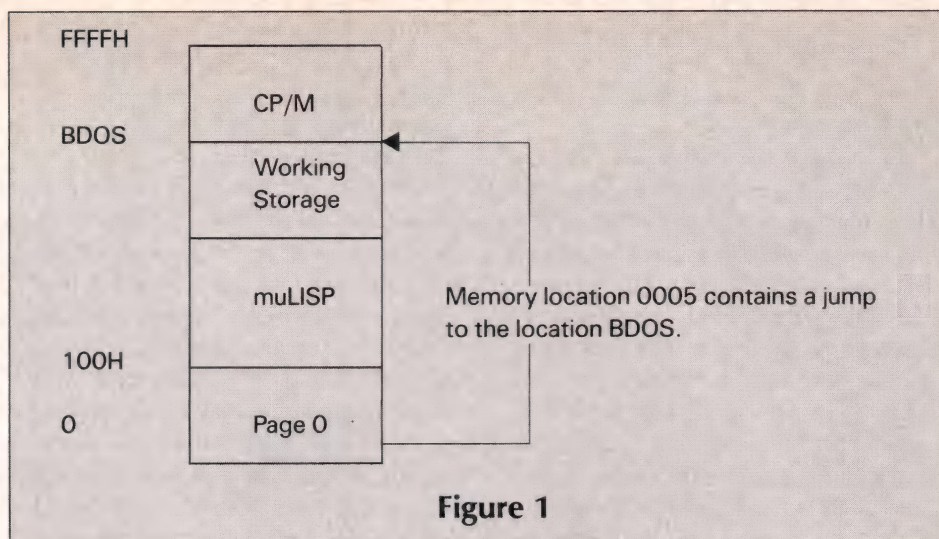 FFFFH
CP/M
BDOS
Working
Storage
muLISP
Memory location 0005 contains a jump
to the location BDOS.
100H
0
Page 0
Figure 1